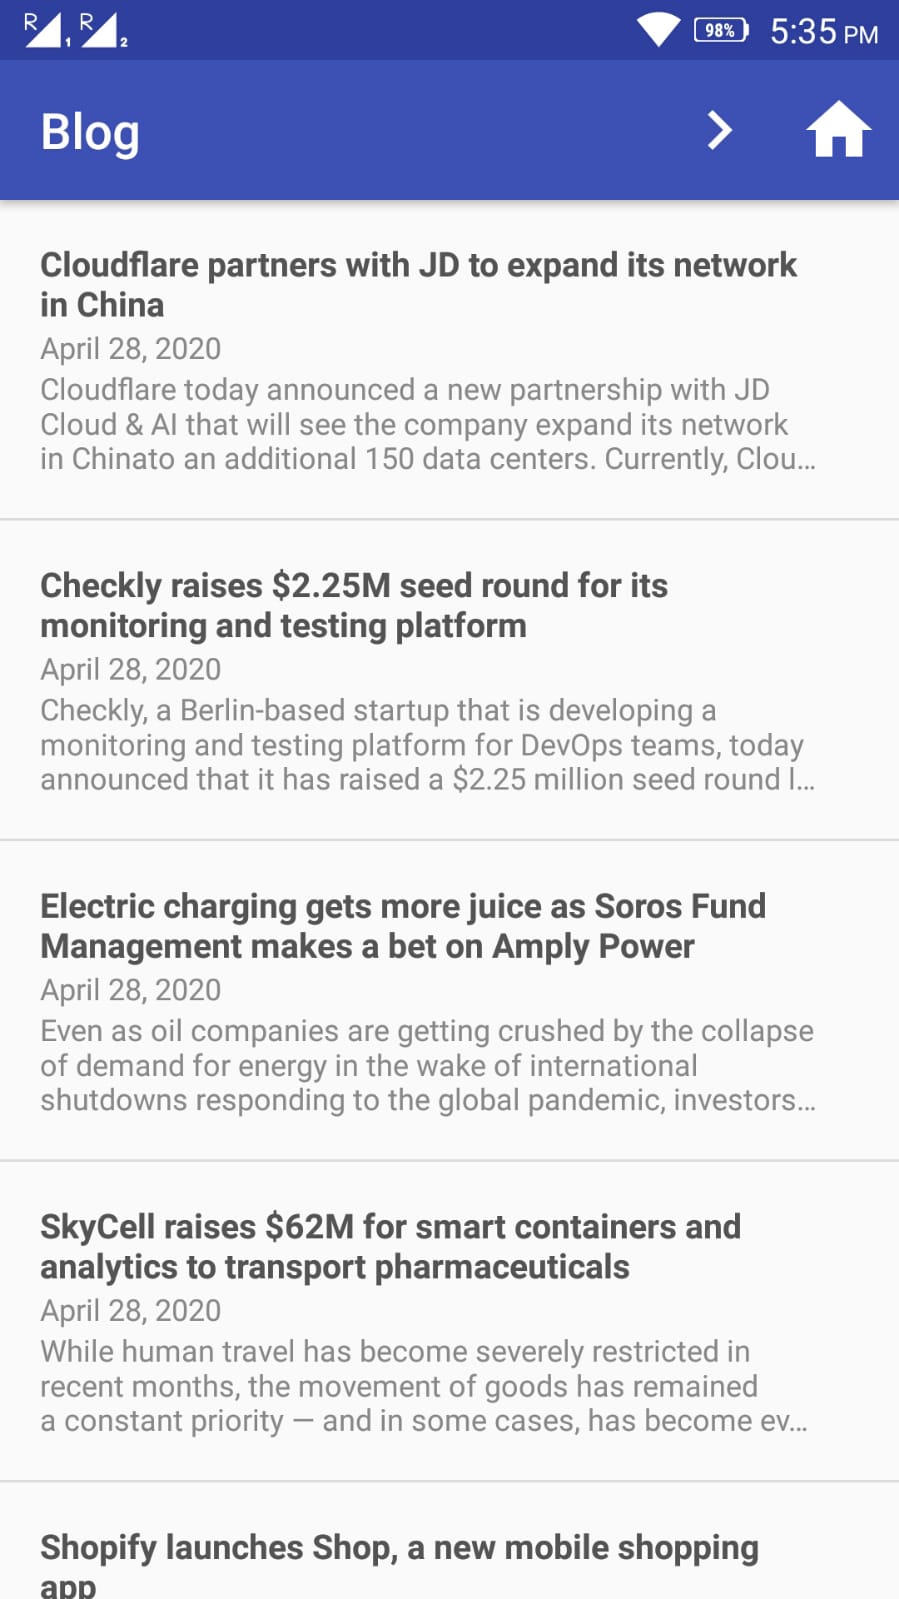 R 1 R 2 98% 5:35 PM
Blog
Cloudflare partners with JD to expand its network
in China
April 28, 2020
Cloudflare today announced a new partnership with JD
Cloud & AI that will see the company expand its network
in Chinato an additional 150 data centers. Currently, Clou...
Checkly raises $2.25M seed round for its
monitoring and testing platform
April 28, 2020
Checkly, a Berlin-based startup that is developing a
monitoring and testing platform for DevOps teams, today
announced that it has raised a $2.25 million seed round l...
Electric charging gets more juice as Soros Fund
Management makes a bet on Amply Power
April 28, 2020
Even as oil companies are getting crushed by the collapse
of demand for energy in the wake of international
shutdowns responding to the global pandemic, investors...
SkyCell raises $62M for smart containers and
analytics to transport pharmaceuticals
April 28, 2020
While human travel has become severely restricted in
recent months, the movement of goods has remained
a constant priority — and in some cases, has become ev...
Shopify launches Shop, a new mobile shopping
app